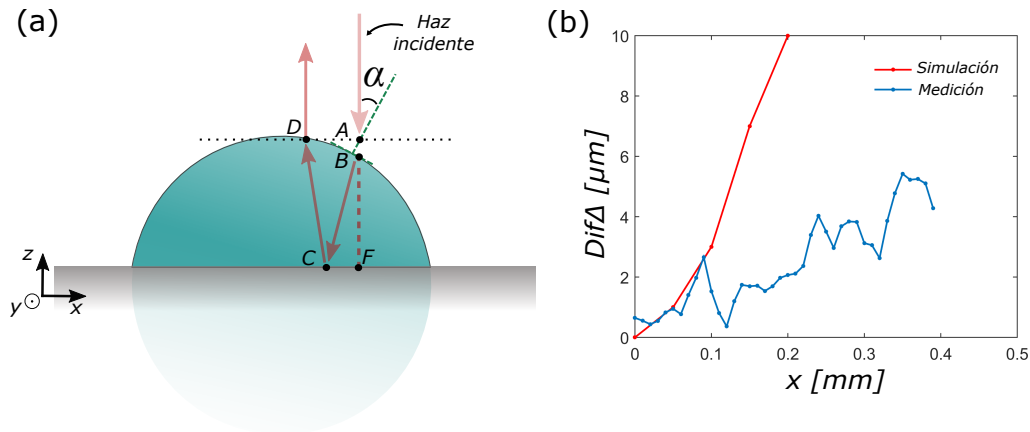 (a)
Haz
incidente
α
D
A
B
C
F
z
y
x
(b)
Simulación
Medición
10
8
6
4
2
0
DifΔ [μm]
0
0.1
0.2
0.3
0.4
0.5
x [mm]